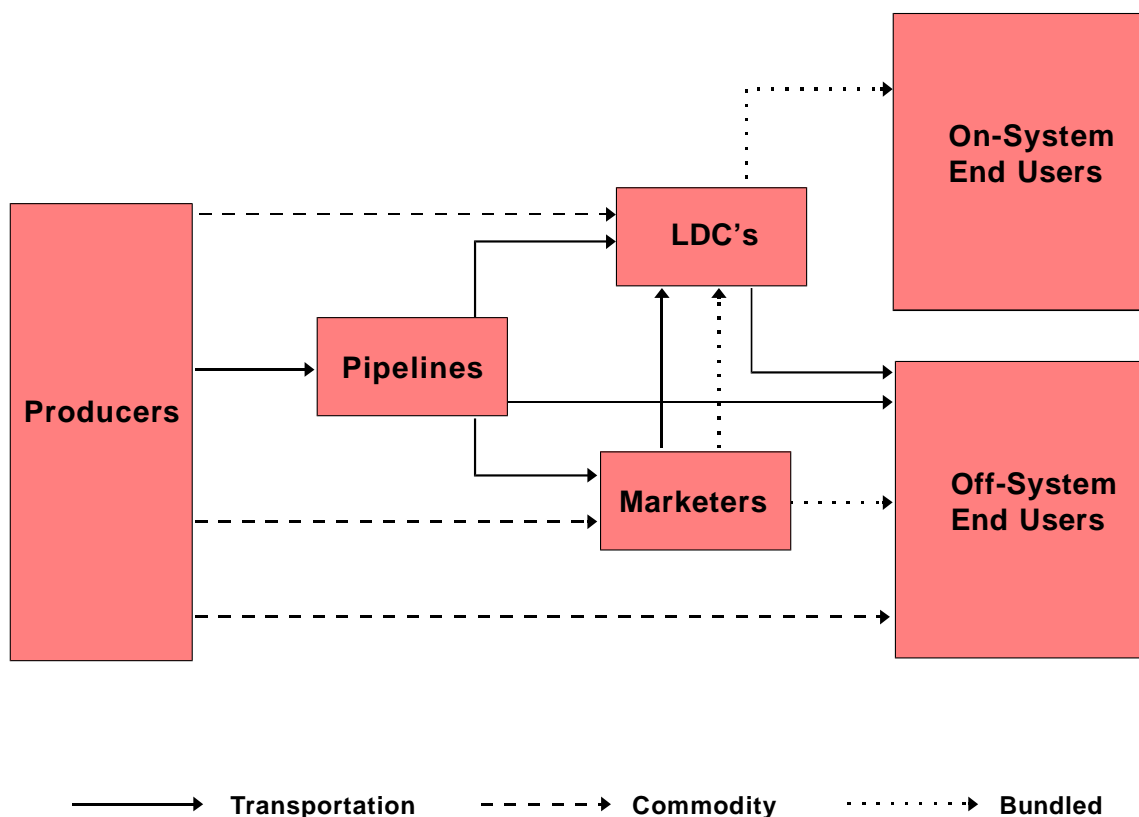 On-System
End Users
LDC's
Pipelines
Producers
Marketers
Off-System
End Users
Transportation
Commodity
Bundled